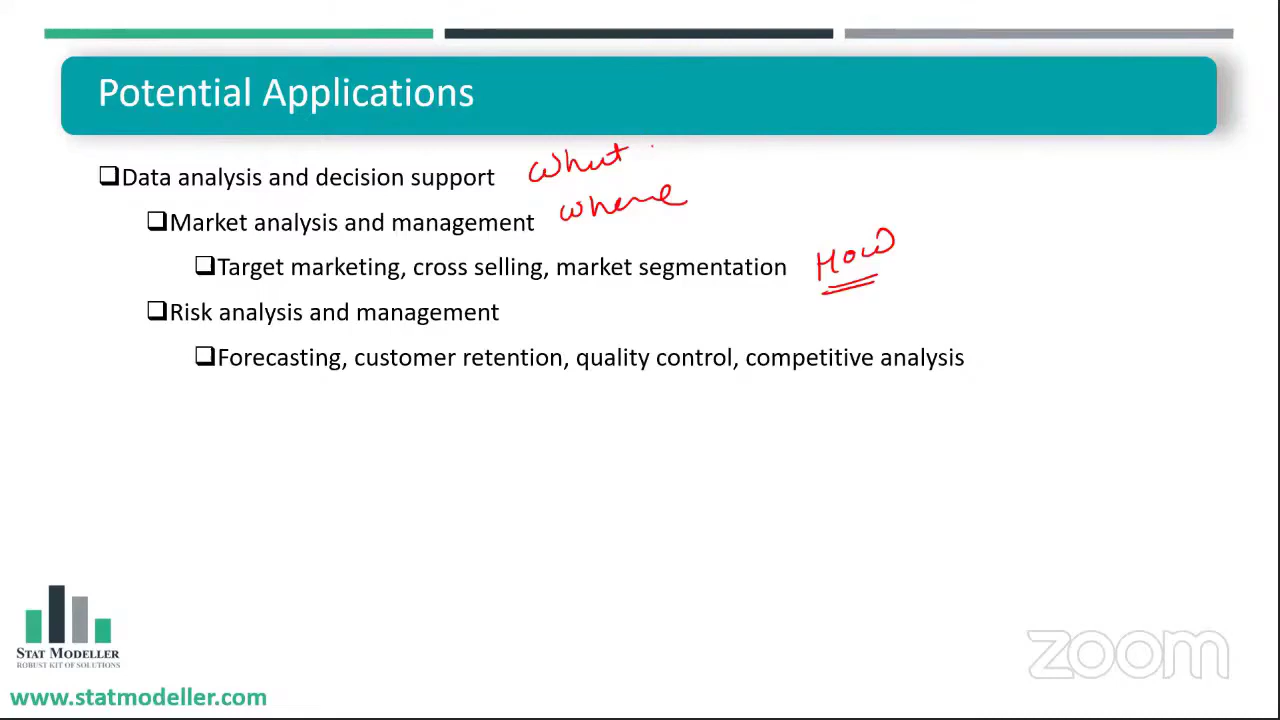 Potential Applications
❑Data analysis and decision support what
❑Market analysis and management where
❑Target marketing, cross selling, market segmentation HOW
❑Risk analysis and management
❑Forecasting, customer retention, quality control, competitive analysis
STAT MODELLER
ROBUST KIT OF SOLUTIONS
zoom
www.statmodeller.com